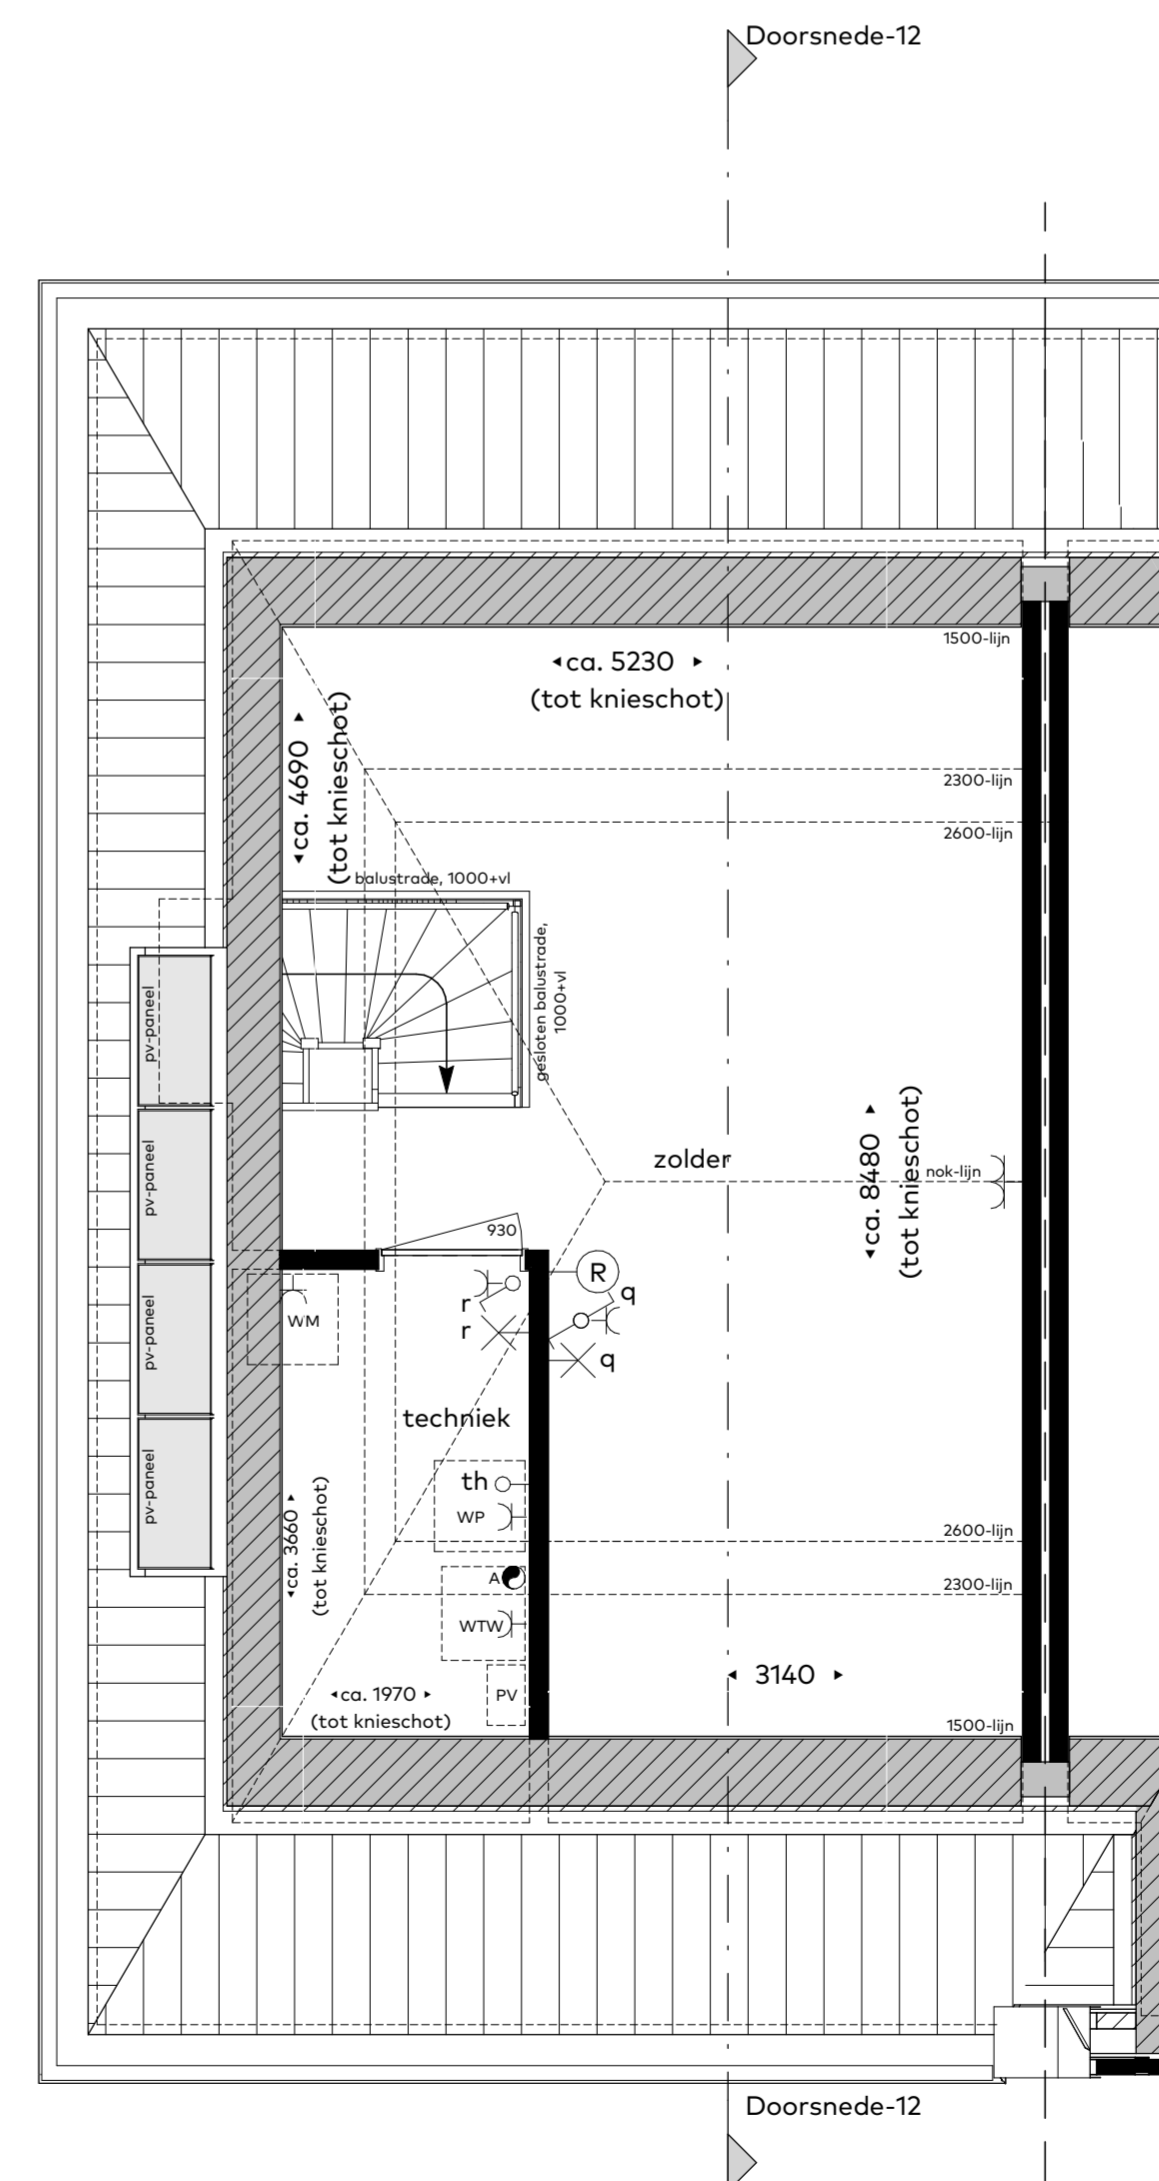 Doorsnede-12
1500-lijn
ca. 5230
(tot knieschot)
ca. 4690
(tot knieschot)
2300-lijn
2600-lijn
balustrade, 1000+vl
gesloten balustrade,
1000+vl
pv-paneel
pv-paneel
pv-paneel
pv-paneel
zolder
ca. 8480
(tot knieschot)
nok-lijn
930
R
r
q
WM
r
q
techniek
th
WP
2600-lijn
ca. 3660
(tot knieschot)
A
2300-lijn
WTW
3140
PV
ca. 1970
(tot knieschot)
1500-lijn
Doorsnede-12